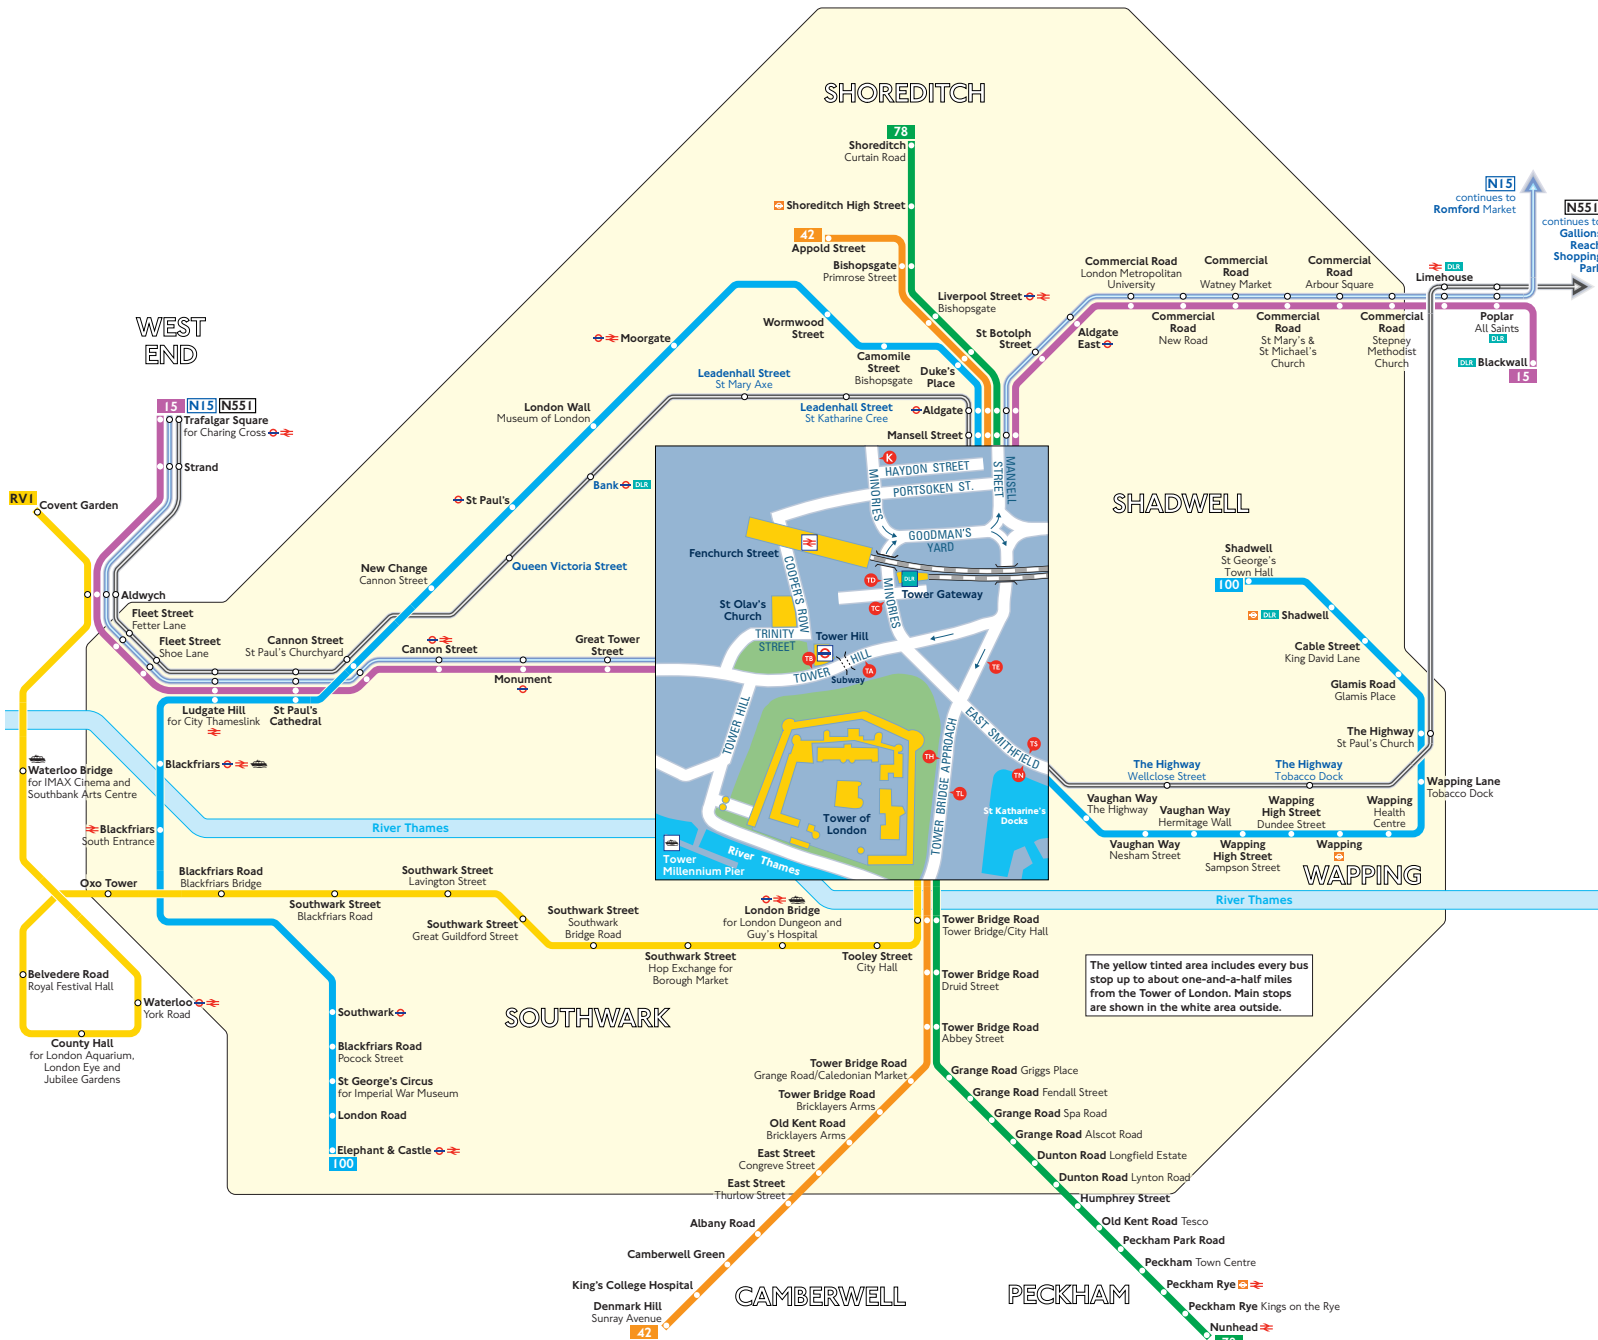 SHOREDITCH
78
Shoreditch
Curtain Road
Shoreditch High Street
42
Appold Street
Bishopsgate
Primrose Street
Liverpool Street
Bishopsgate
St Botolph
Street
Wormwood
Street
Camomile
Street
Bishopsgate
Duke's
Place
Moorgate
Leadenhall Street
St Mary Axe
Leadenhall Street
St Katharine Cree
Aldgate
Mansell Street
London Wall
Museum of London
Bank
DLR
St Paul's
Queen Victoria Street
New Change
Cannon Street
WEST
END
15
N15
N551
Trafalgar Square
for Charing Cross
Strand
RV1
Covent Garden
Aldwych
Fleet Street
Fetter Lane
Fleet Street
Shoe Lane
Cannon Street
St Paul's Churchyard
Cannon Street
Great Tower
Street
Monument
Ludgate Hill
for City Thameslink
St Paul's
Cathedral
Blackfriars
Waterloo Bridge
for IMAX Cinema and
Southbank Arts Centre
Blackfriars
South Entrance
River Thames
Oxo Tower
Blackfriars Road
Blackfriars Bridge
Southwark Street
Blackfriars Road
Southwark Street
Lavington Street
Southwark Street
Great Guildford Street
Southwark Street
Southwark
Bridge Road
Southwark Street
Hop Exchange for
Borough Market
London Bridge
for London Dungeon and
Guy's Hospital
Tooley Street
City Hall
Belvedere Road
Royal Festival Hall
Waterloo
York Road
County Hall
for London Aquarium,
London Eye and
Jubilee Gardens
SOUTHWARK
Southwark
Blackfriars Road
Pocock Street
St George's Circus
for Imperial War Museum
London Road
Elephant & Castle
100
N15
continues to
Romford Market
N551
continues to
Gallions
Reach
Shopping
Park
DLR
Limehouse
Commercial Road
London Metropolitan
University
Commercial
Road
Watney Market
Commercial
Road
Arbour Square
Aldgate
East
Commercial
Road
New Road
Commercial
Road
St Mary's &
St Michael's
Church
Commercial
Road
Stepney
Methodist
Church
Poplar
All Saints
DLR
DLR
Blackwall
15
SHADWELL
Shadwell
St George's
Town Hall
100
DLR
Shadwell
Cable Street
King David Lane
Glamis Road
Glamis Place
The Highway
St Paul's Church
The Highway
Wellclose Street
The Highway
Tobacco Dock
Wapping Lane
Tobacco Dock
Vaughan Way
The Highway
Vaughan Way
Hermitage Wall
Wapping
High Street
Dundee Street
Wapping
Health
Centre
Vaughan Way
Nesham Street
Wapping
High Street
Sampson Street
Wapping
WAPPING
River Thames
K
HAYDON STREET
PORTSOKEN ST.
MINORIES
MANSELL
STREET
GOODMAN'S
YARD
Fenchurch Street
COOPER'S ROW
TD
DLR
MINORIES
Tower Gateway
TC
St Olav's
Church
TRINITY
STREET
Tower Hill
TB
TOWER HILL
Subway
TA
TE
TOWER HILL
EAST SMITHFIELD
TOWER BRIDGE APPROACH
TH
TS
TN
TL
St Katharine's
Docks
Tower of
London
River Thames
Tower
Millennium Pier
Tower Bridge Road
Tower Bridge/City Hall
Tower Bridge Road
Druid Street
Tower Bridge Road
Abbey Street
The yellow tinted area includes every bus
stop up to about one-and-a-half miles
from the Tower of London. Main stops
are shown in the white area outside.
Tower Bridge Road
Grange Road/Caledonian Market
Tower Bridge Road
Bricklayers Arms
Old Kent Road
Bricklayers Arms
East Street
Congreve Street
East Street
Thurlow Street
Albany Road
Camberwell Green
King's College Hospital
Denmark Hill
Sunray Avenue
42
CAMBERWELL
Grange Road Griggs Place
Grange Road Fendall Street
Grange Road Spa Road
Grange Road Alscot Road
Dunton Road Longfield Estate
Dunton Road Lynton Road
Humphrey Street
Old Kent Road Tesco
Peckham Park Road
Peckham Town Centre
Peckham Rye
Peckham Rye Kings on the Rye
Nunhead
78
PECKHAM